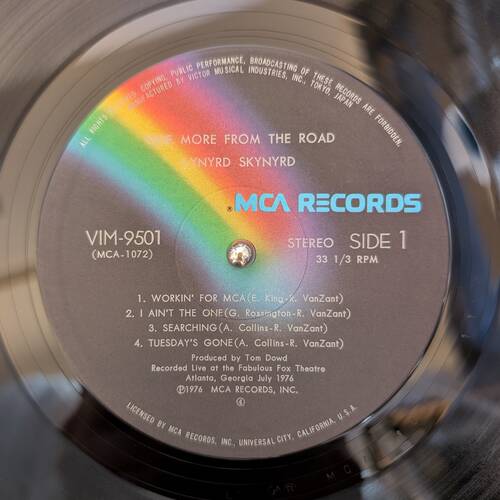 ALL RIGHTS RESERVED. COPYING, PUBLIC PERFORMANCE, BROADCASTING OF THESE RECORDS ARE FORBIDDEN.
MANUFACTURED BY VICTOR MUSICAL INDUSTRIES, INC., TOKYO, JAPAN
MORE FROM THE ROAD
LYNYRD SKYNYRD
®MCA RECORDS
VIM-9501
(MCA-1072)
STEREO SIDE 1
33 1/3 RPM
1. WORKIN' FOR MCA(E. King-R. VanZant)
2. I AIN'T THE ONE(G. Rossington-R. VanZant)
3. SEARCHING(A. Collins-R. VanZant)
4. TUESDAY'S GONE(A. Collins-R. VanZant)
Produced by Tom Dowd
Recorded Live at the Fabulous Fox Theatre
Atlanta, Georgia July 1976
Ⓟ1976 MCA RECORDS, INC.
LICENSED BY MCA RECORDS, INC., UNIVERSAL CITY, CALIFORNIA, U.S.A.